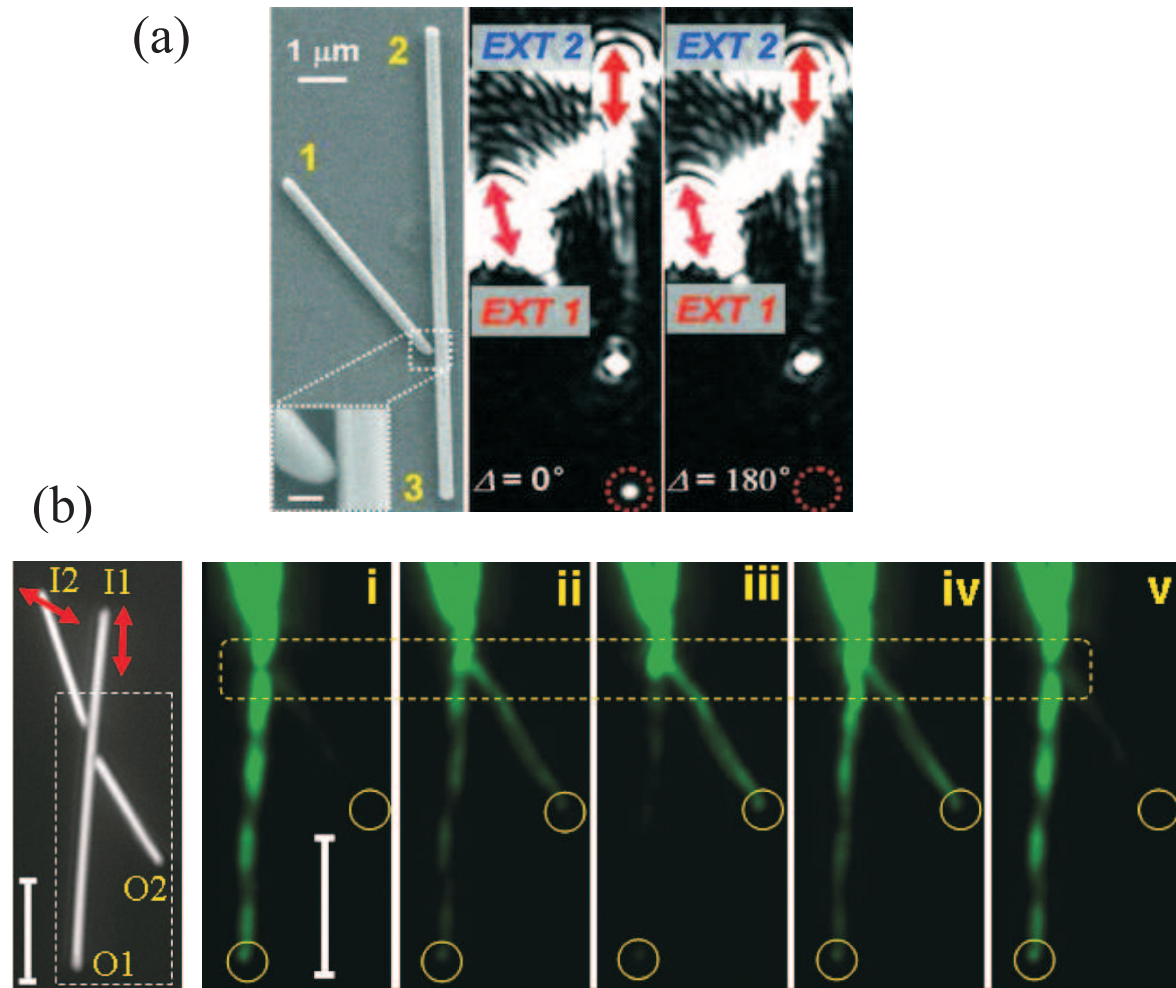 (a)
1 μm
2
1
3
EXT 2
EXT 1
Δ = 0°
EXT 2
EXT 1
Δ = 180°
(b)
I2
I1
O2
O1
i
ii
iii
iv
v